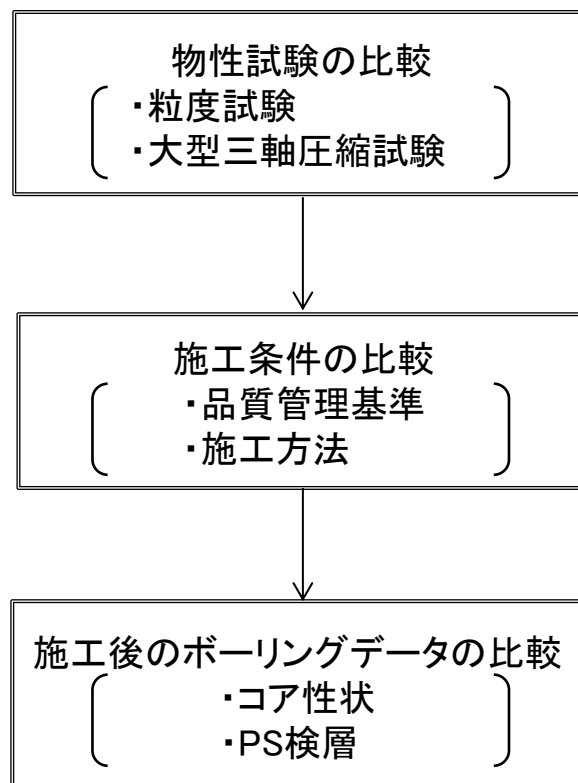 物性試験の比較
・粒度試験
・大型三軸圧縮試験
施工条件の比較
・品質管理基準
・施工方法
施工後のボーリングデータの比較
・コア性状
・PS検層